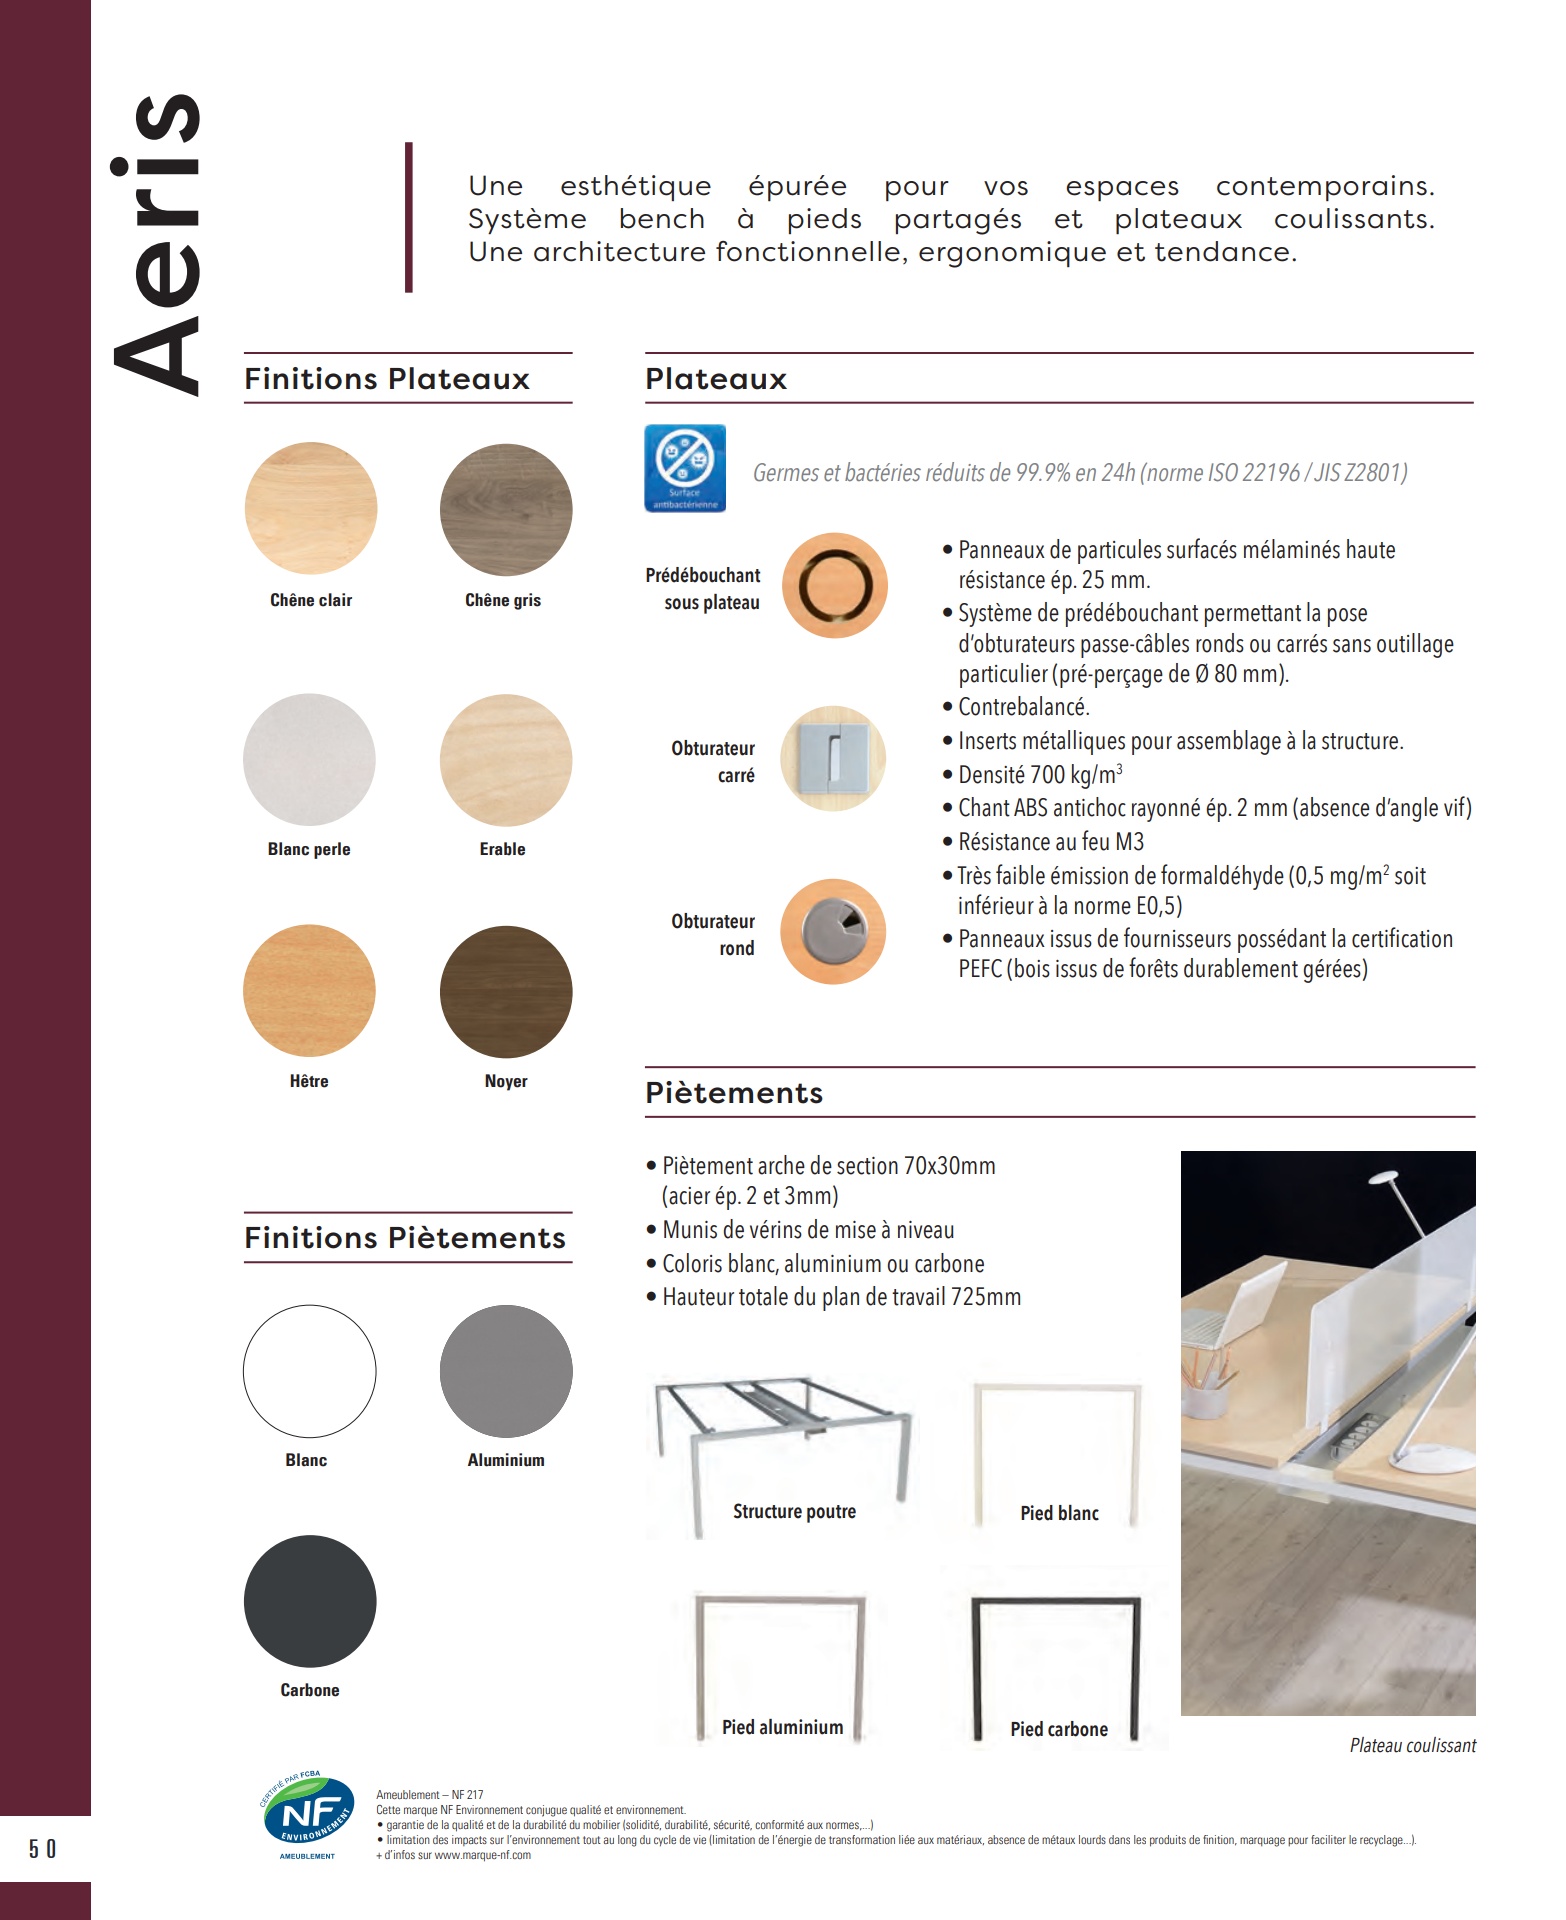 Aeris
Une esthétique épurée pour vos espaces contemporains.
Système bench à pieds partagés et plateaux coulissants.
Une architecture fonctionnelle, ergonomique et tendance.
Finitions Plateaux
Chêne clair
Chêne gris
Blanc perle
Erable
Hêtre
Noyer
Finitions Piètements
Blanc
Aluminium
Carbone
Plateaux
Surface
antibactérienne
Germes et bactéries réduits de 99.9% en 24h (norme ISO 22196 / JIS Z2801)
Prédébouchant
sous plateau
Obturateur
carré
Obturateur
rond
• Panneaux de particules surfacés mélaminés haute
résistance ép. 25 mm.
• Système de prédébouchant permettant la pose
d’obturateurs passe-câbles ronds ou carrés sans outillage
particulier (pré-perçage de Ø 80 mm).
• Contrebalancé.
• Inserts métalliques pour assemblage à la structure.
• Densité 700 kg/m³
• Chant ABS antichoc rayonné ép. 2 mm (absence d’angle vif)
• Résistance au feu M3
• Très faible émission de formaldéhyde (0,5 mg/m² soit
inférieur à la norme E0,5)
• Panneaux issus de fournisseurs possédant la certification
PEFC (bois issus de forêts durablement gérées)
Piètements
• Piètement arche de section 70x30mm
(acier ép. 2 et 3mm)
• Munis de vérins de mise à niveau
• Coloris blanc, aluminium ou carbone
• Hauteur totale du plan de travail 725mm
Structure poutre
Pied blanc
Pied aluminium
Pied carbone
Plateau coulissant
CERTIFIÉ PAR FCBA
NF
ENVIRONNEMENT
AMEUBLEMENT
Ameublement – NF 217
Cette marque NF Environnement conjugue qualité et environnement.
• garantie de la qualité et de la durabilité du mobilier (solidité, durabilité, sécurité, conformité aux normes,...)
• limitation des impacts sur l’environnement tout au long du cycle de vie (limitation de l’énergie de transformation liée aux matériaux, absence de métaux lourds dans les produits de finition, marquage pour faciliter le recyclage...).
+ d’infos sur www.marque-nf.com
50